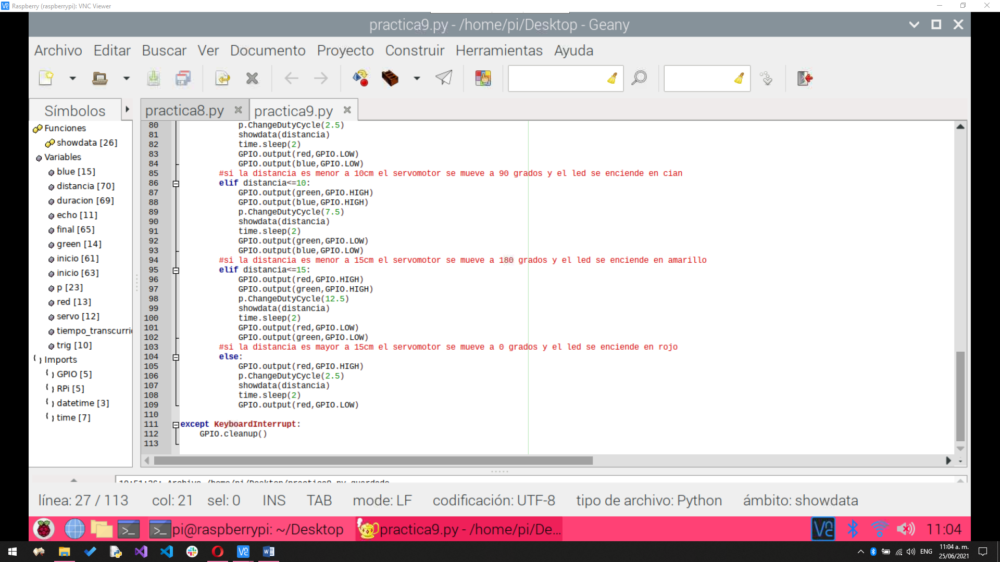 Raspberry (raspberrypi): VNC Viewer
practica9.py - /home/pi/Desktop - Geany
Archivo Editar Buscar Ver Documento Proyecto Construir Herramientas Ayuda
Símbolos
practica8.py
practica9.py
Funciones
showdata [26]
Variables
blue [15]
distancia [70]
duracion [69]
echo [11]
final [65]
green [14]
inicio [61]
inicio [63]
p [23]
red [13]
servo [12]
tiempo_transcurri
trig [10]
Imports
GPIO [5]
RPi [5]
datetime [3]
time [7]
80 p.ChangeDutyCycle(2.5)
81 showdata(distancia)
82 time.sleep(2)
83 GPIO.output(red,GPIO.LOW)
84 GPIO.output(blue,GPIO.LOW)
85 #si la distancia es menor a 10cm el servomotor se mueve a 90 grados y el led se enciende en cian
86 elif distancia<=10:
87 GPIO.output(green,GPIO.HIGH)
88 GPIO.output(blue,GPIO.HIGH)
89 p.ChangeDutyCycle(7.5)
90 showdata(distancia)
91 time.sleep(2)
92 GPIO.output(green,GPIO.LOW)
93 GPIO.output(blue,GPIO.LOW)
94 #si la distancia es menor a 15cm el servomotor se mueve a 180 grados y el led se enciende en amarillo
95 elif distancia<=15:
96 GPIO.output(red,GPIO.HIGH)
97 GPIO.output(green,GPIO.HIGH)
98 p.ChangeDutyCycle(12.5)
99 showdata(distancia)
100 time.sleep(2)
101 GPIO.output(red,GPIO.LOW)
102 GPIO.output(green,GPIO.LOW)
103 #si la distancia es mayor a 15cm el servomotor se mueve a 0 grados y el led se enciende en rojo
104 else:
105 GPIO.output(red,GPIO.HIGH)
106 p.ChangeDutyCycle(2.5)
107 showdata(distancia)
108 time.sleep(2)
109 GPIO.output(red,GPIO.LOW)
110
111 except KeyboardInterrupt:
112 GPIO.cleanup()
113
Archivo /home/pi/Desktop/practica9.py guardado
línea: 27 / 113 col: 21 sel: 0 INS TAB mode: LF codificación: UTF-8 tipo de archivo: Python ámbito: showdata
pi@raspberrypi: ~/Desktop practica9.py - /home/pi/De... 11:04
ENG 11:04 a. m.
25/06/2021